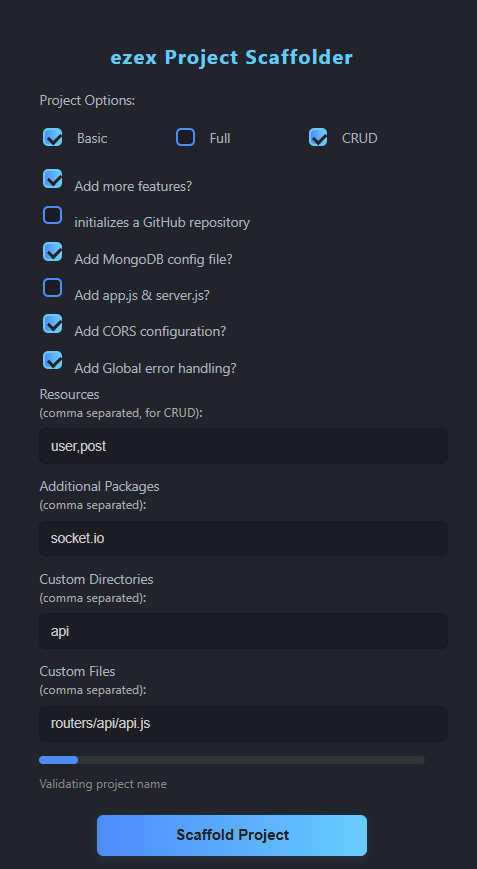 ezex Project Scaffolder
Project Options:
Basic Full CRUD
Add more features?
initializes a GitHub repository
Add MongoDB config file?
Add app.js & server.js?
Add CORS configuration?
Add Global error handling?
Resources
(comma separated, for CRUD):
user,post
Additional Packages
(comma separated):
socket.io
Custom Directories
(comma separated):
api
Custom Files
(comma separated):
routers/api/api.js
Validating project name
Scaffold Project